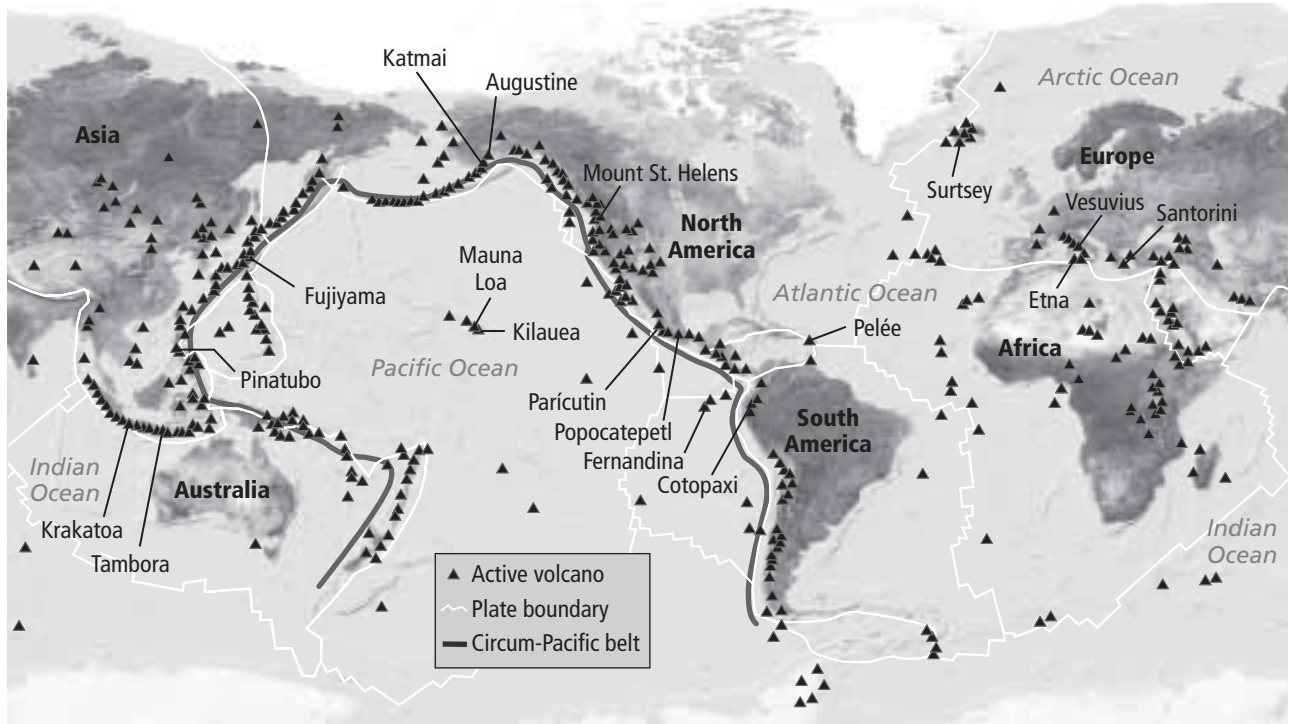 Katmai
Augustine
Arctic Ocean
Asia
Europe
Mount St. Helens
Surtsey
Vesuvius
Santorini
North
America
Mauna
Loa
Fujiyama
Atlantic Ocean
Etna
Kilauea
Pelée
Africa
Pacific Ocean
Pinatubo
Parícutin
South
America
Popocatepetl
Fernandina
Cotopaxi
Indian
Ocean
Australia
Krakatoa
Tambora
Indian
Ocean
Active volcano
Plate boundary
Circum-Pacific belt